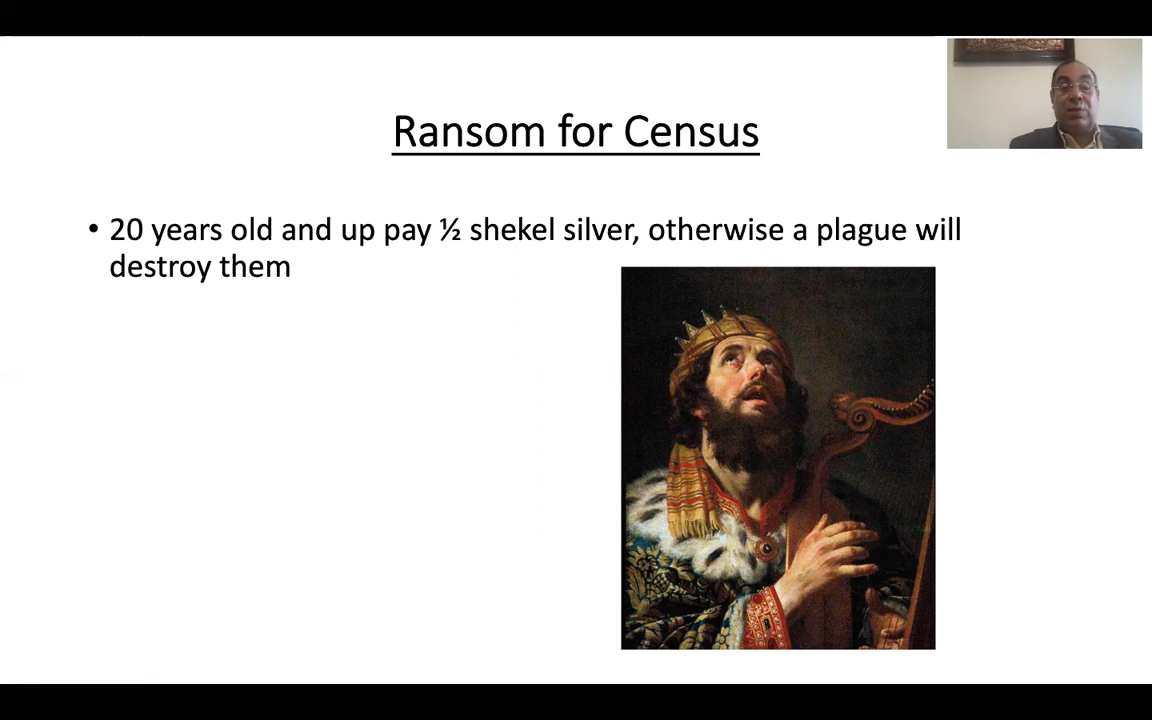 Ransom for Census
• 20 years old and up pay ½ shekel silver, otherwise a plague will
destroy them